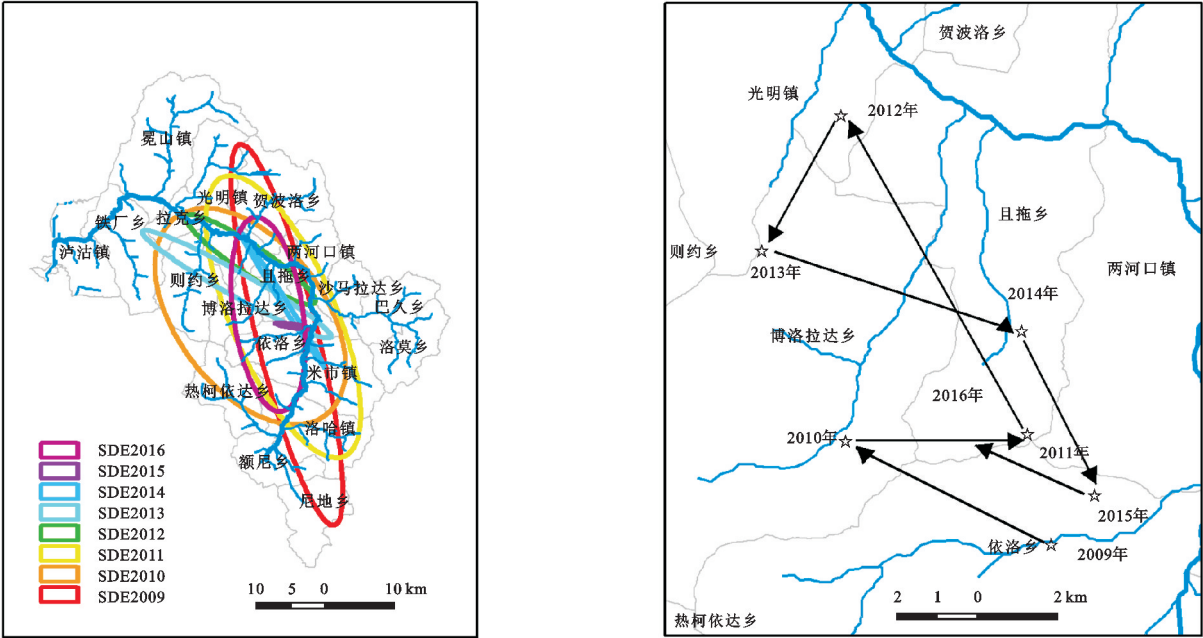 冕山镇
光明镇
贺波洛乡
拉克乡
铁厂乡
泸沽镇
两河口镇
则约乡
且拖乡
沙马拉达乡
博洛拉达乡
巴久乡
依洛乡
洛莫乡
米市镇
热柯依达乡
洛哈镇
额尼乡
尼地乡
SDE2016
SDE2015
SDE2014
SDE2013
SDE2012
SDE2011
SDE2010
SDE2009
10 5 0 10 km
贺波洛乡
光明镇
2012年
且拖乡
则约乡
2013年
两河口镇
2014年
博洛拉达乡
2016年
2010年
2011年
2015年
依洛乡
2009年
2 1 0 2 km
热柯依达乡